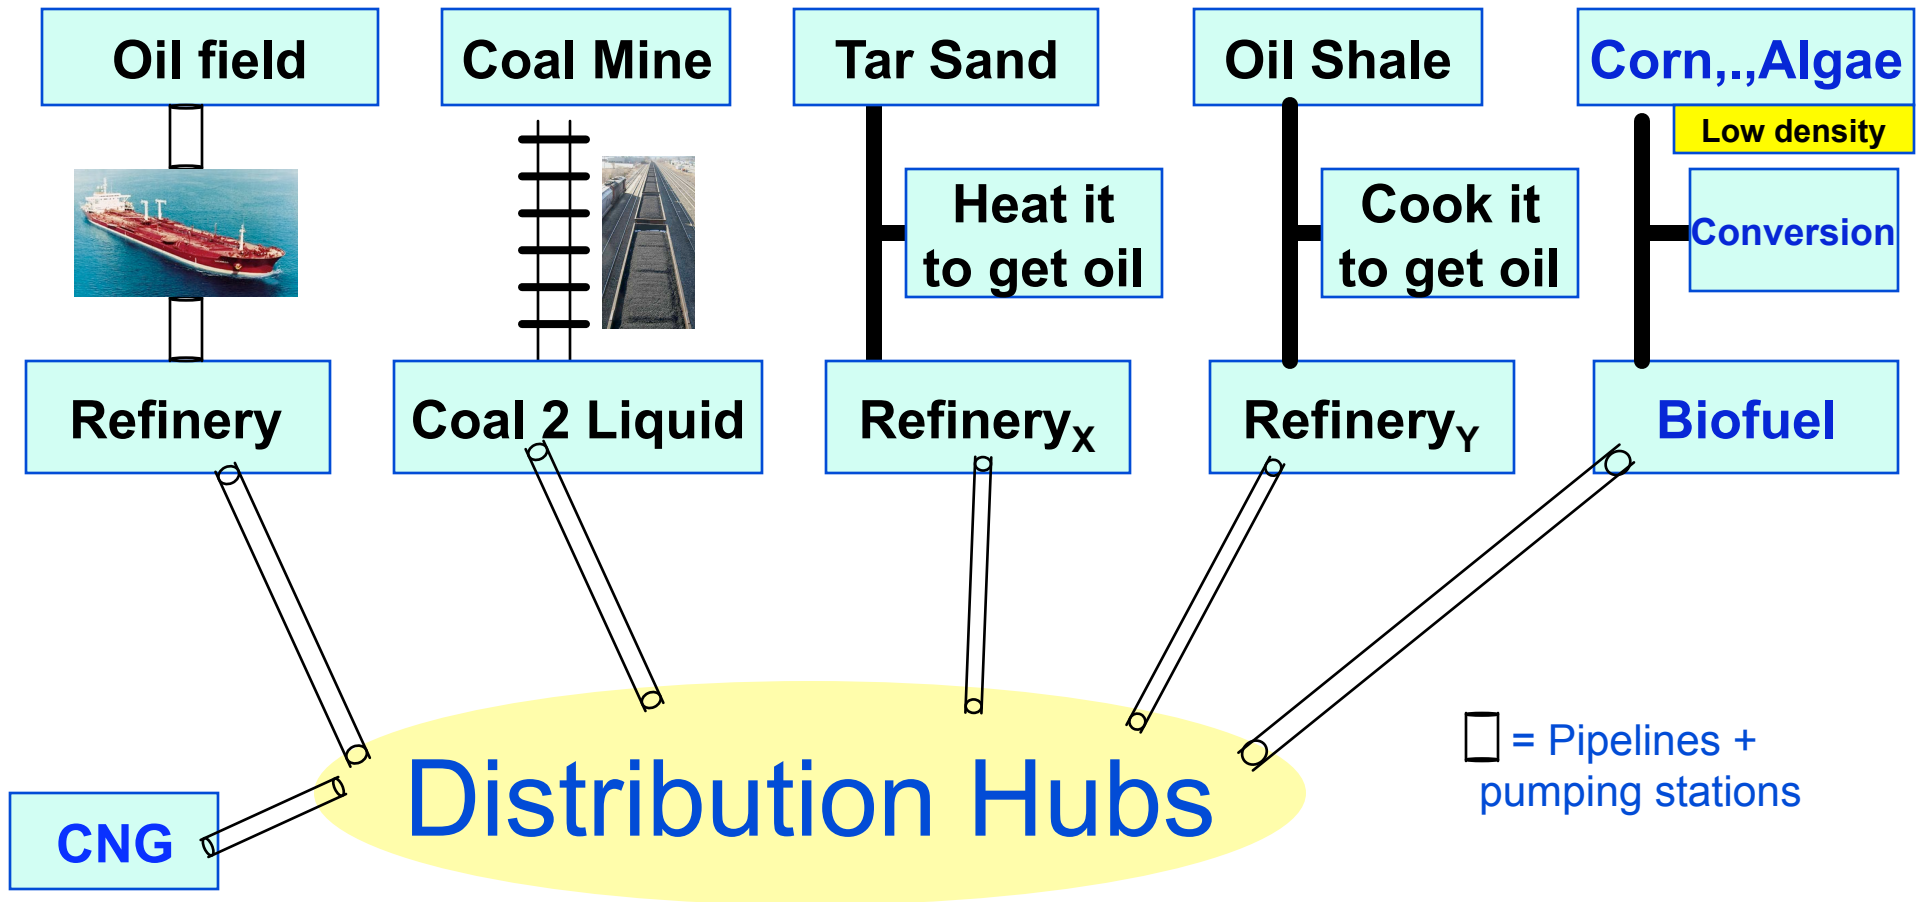 Oil field
Coal Mine
Tar Sand
Oil Shale
Corn,.,Algae
Low density
Heat it
to get oil
Cook it
to get oil
Conversion
Refinery
Coal 2 Liquid
RefineryX
RefineryY
Biofuel
Distribution Hubs
= Pipelines +
pumping stations
CNG